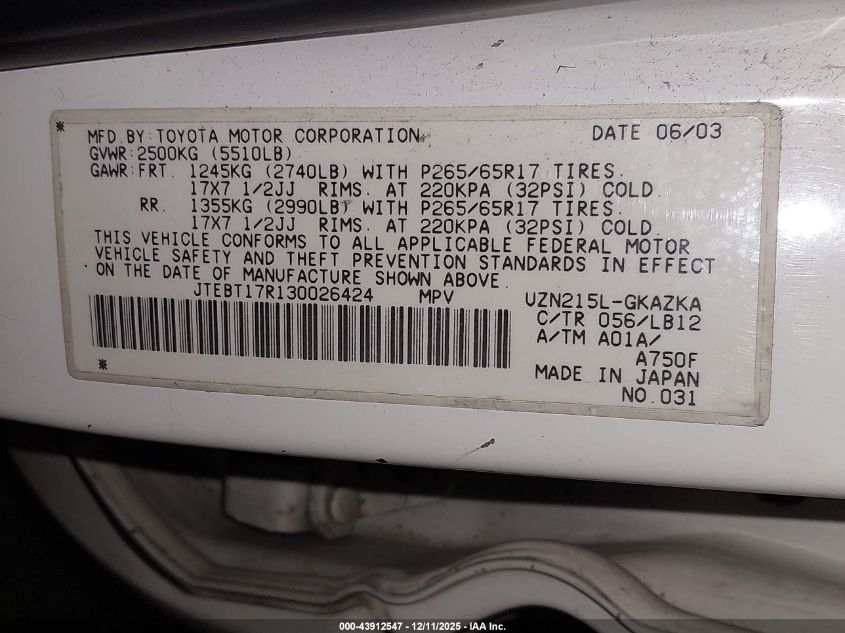 * MFD.BY:TOYOTA MOTOR CORPORATION DATE 06/03
GVWR:2500KG (5510LB)
GAWR:FRT. 1245KG (2740LB) WITH P265/65R17 TIRES.
17X7 1/2JJ RIMS. AT 220KPA (32PSI) COLD.
RR. 1355KG (2990LB) WITH P265/65R17 TIRES.
17X7 1/2JJ RIMS. AT 220KPA (32PSI) COLD.
THIS VEHICLE CONFORMS TO ALL APPLICABLE FEDERAL MOTOR
VEHICLE SAFETY AND THEFT PREVENTION STANDARDS IN EFFECT
ON THE DATE OF MANUFACTURE SHOWN ABOVE.
JTEBT17R130026424 MPV UZN215L-GKAZKA
C/TR 056/LB12
A/TM A01A/
A750F
* MADE IN JAPAN
NO.031
000-43912547 - 12/11/2025 - IAA Inc.